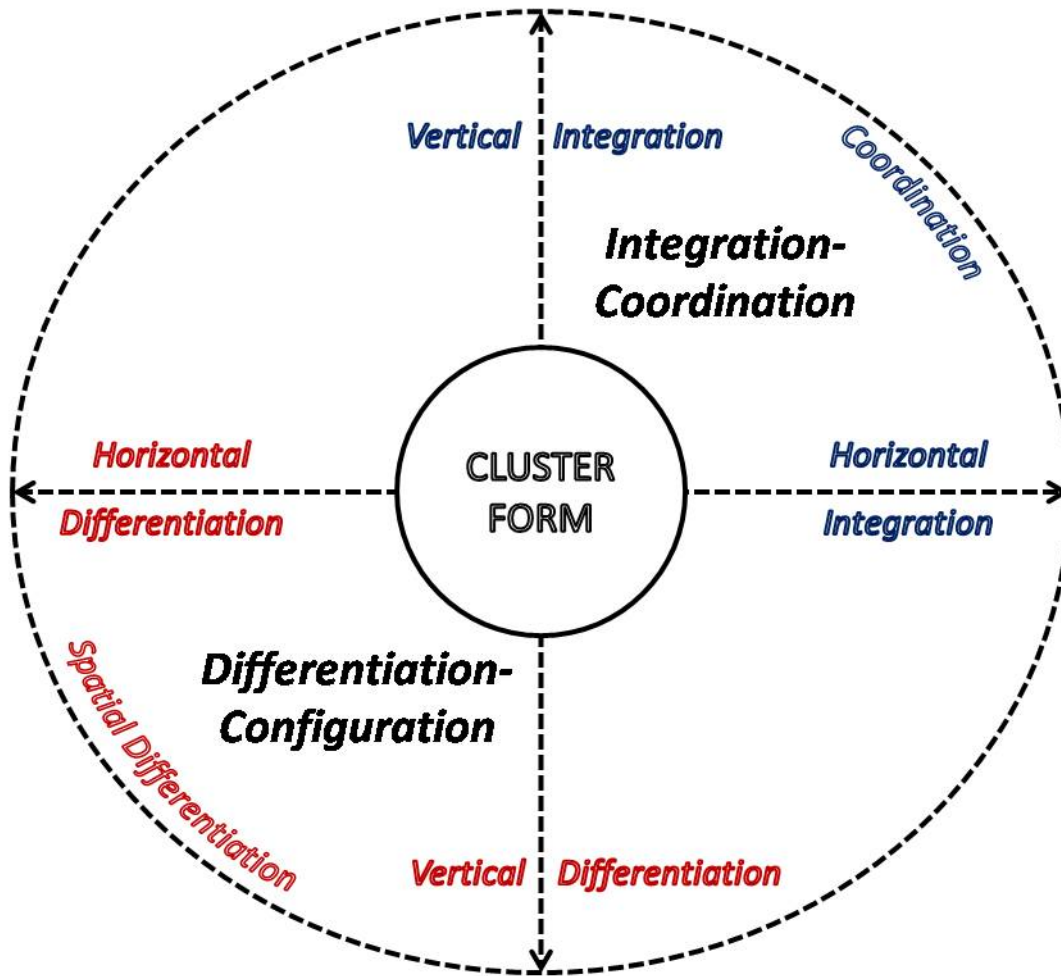 Vertical Integration
Coordination
Integration-
Coordination
Horizontal
Differentiation
CLUSTER
FORM
Horizontal
Integration
Differentiation-
Configuration
Spatial Differentiation
Vertical Differentiation